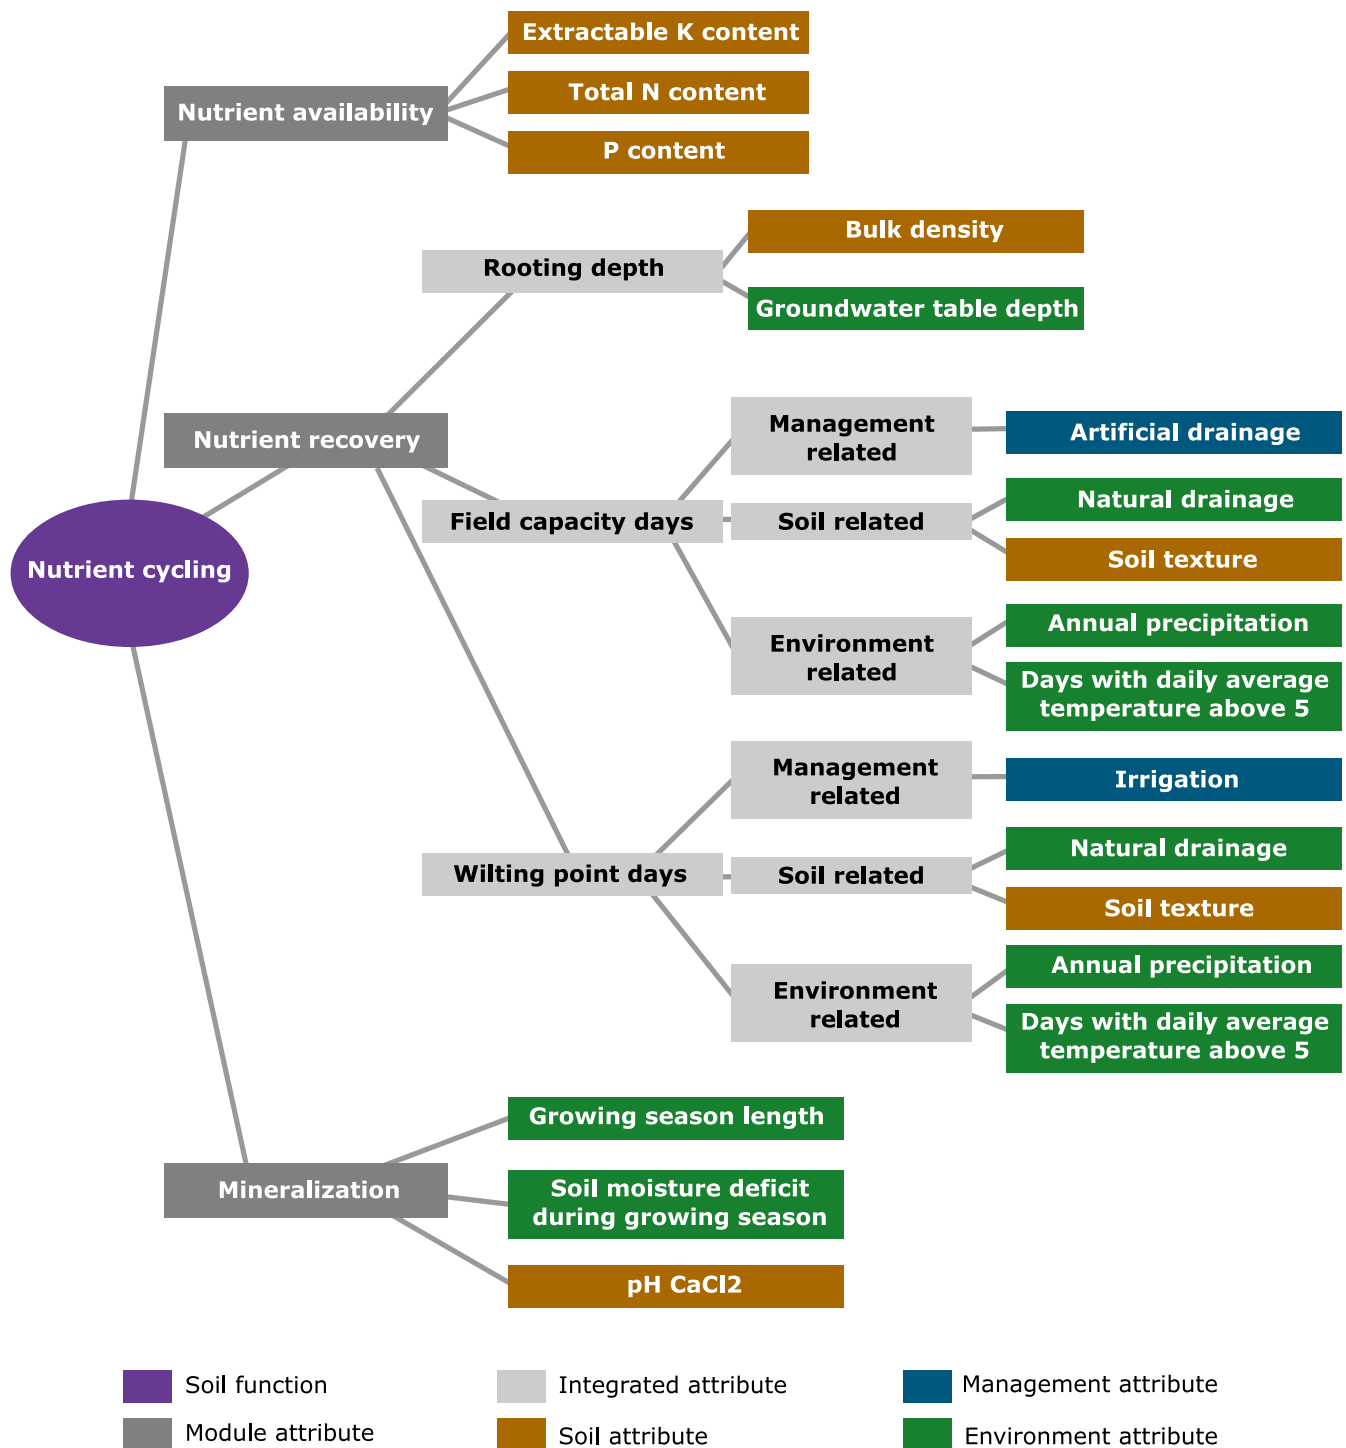 Extractable K content
Total N content
Nutrient availability
P content
Bulk density
Rooting depth
Groundwater table depth
Management
related
Artificial drainage
Nutrient recovery
Natural drainage
Field capacity days
Soil related
Soil texture
Nutrient cycling
Annual precipitation
Environment
related
Days with daily average
temperature above 5
Management
related
Irrigation
Natural drainage
Wilting point days
Soil related
Soil texture
Annual precipitation
Environment
related
Days with daily average
temperature above 5
Growing season length
Mineralization
Soil moisture deficit
during growing season
pH CaCl2
Soil function
Integrated attribute
Management attribute
Module attribute
Soil attribute
Environment attribute